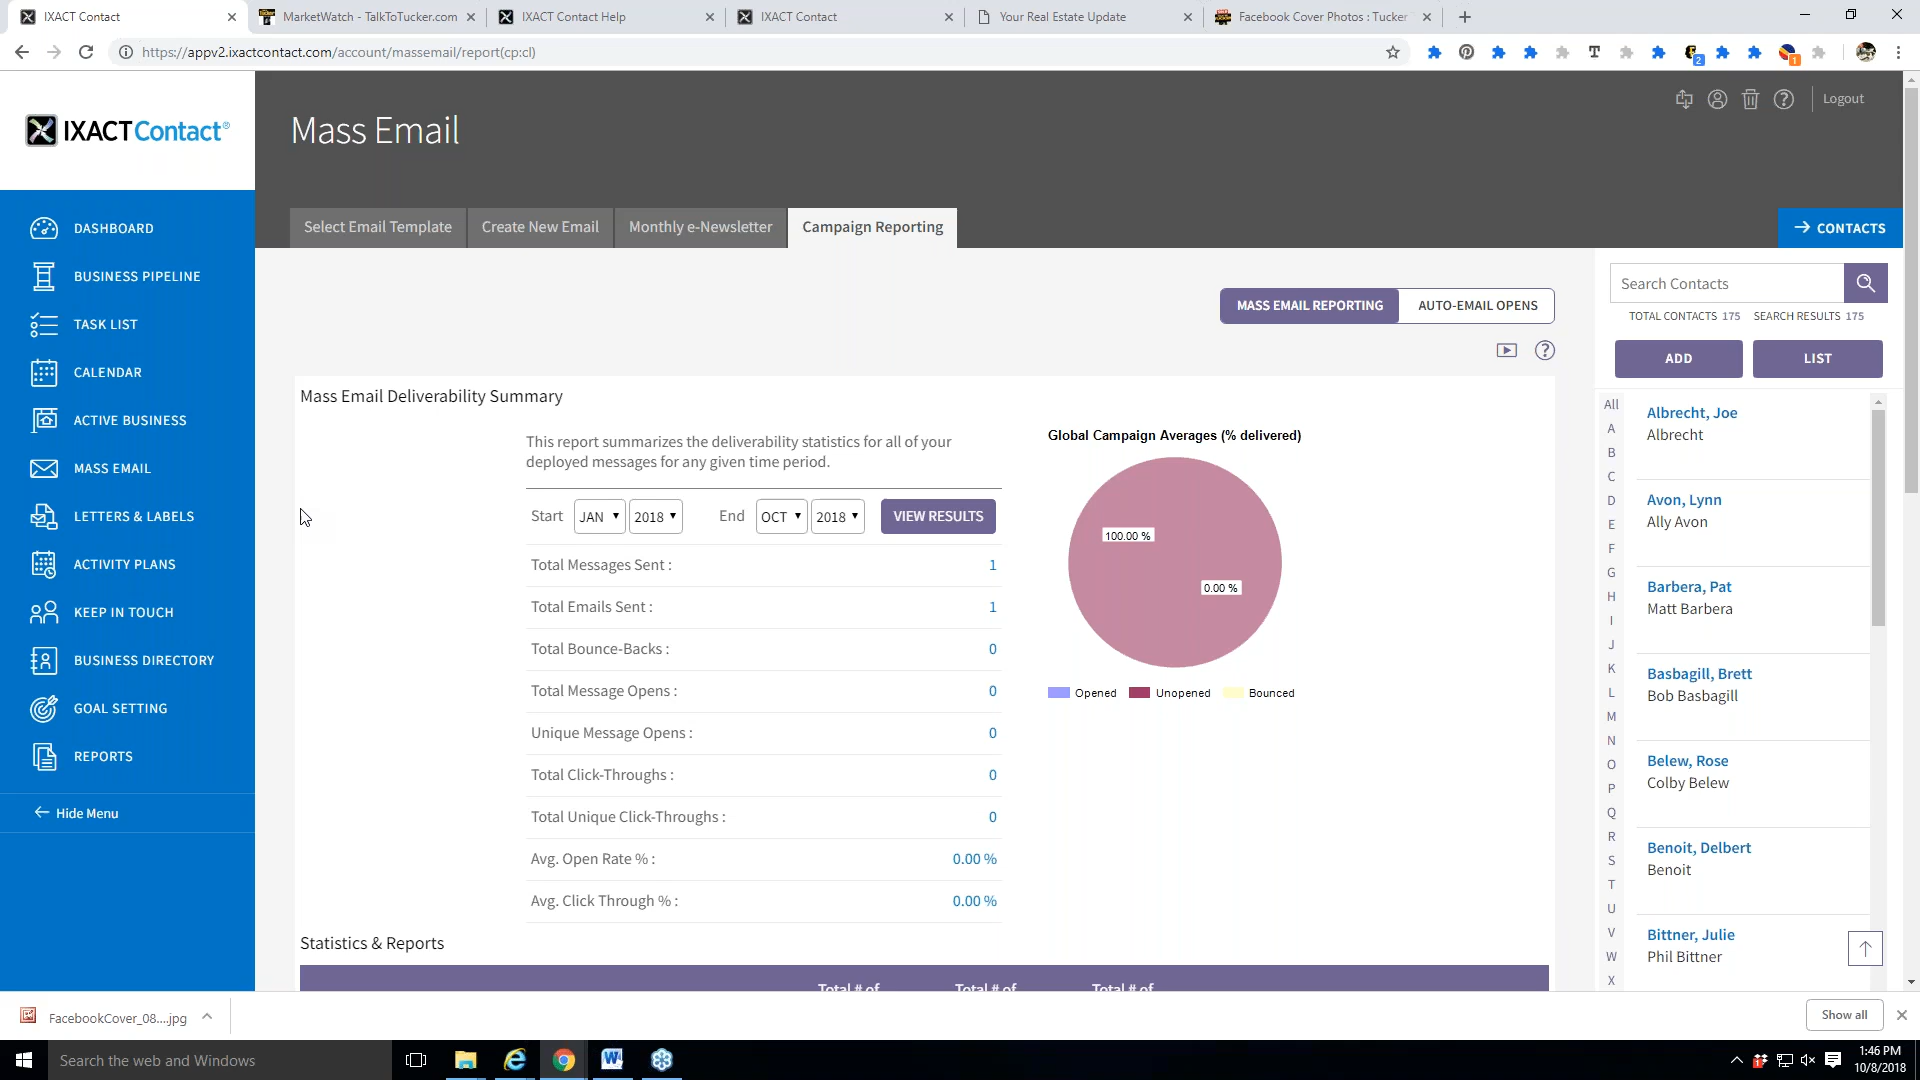 IXACT Contact
MarketWatch - TalkToTucker.com
IXACT Contact Help
IXACT Contact
Your Real Estate Update
Facebook Cover Photos : Tucker
https://appv2.ixactcontact.com/account/massemail/report(cp:cl)
T
2
1
IXACTContact®
Mass Email
Logout
Select Email Template
Create New Email
Monthly e-Newsletter
Campaign Reporting
CONTACTS
DASHBOARD
BUSINESS PIPELINE
TASK LIST
CALENDAR
ACTIVE BUSINESS
MASS EMAIL
LETTERS & LABELS
ACTIVITY PLANS
KEEP IN TOUCH
BUSINESS DIRECTORY
GOAL SETTING
REPORTS
Hide Menu
MASS EMAIL REPORTING
AUTO-EMAIL OPENS
Mass Email Deliverability Summary
This report summarizes the deliverability statistics for all of your
deployed messages for any given time period.
Start JAN 2018 End OCT 2018 VIEW RESULTS
Total Messages Sent : 1
Total Emails Sent : 1
Total Bounce-Backs : 0
Total Message Opens : 0
Unique Message Opens : 0
Total Click-Throughs : 0
Total Unique Click-Throughs : 0
Avg. Open Rate % : 0.00 %
Avg. Click Through % : 0.00 %
Global Campaign Averages (% delivered)
100.00 %
0.00 %
Opened Unopened Bounced
Statistics & Reports
Total # of Total # of Total # of
Search Contacts
TOTAL CONTACTS 175 SEARCH RESULTS 175
ADD
LIST
All
A
B
C
D
E
F
G
H
I
J
K
L
M
N
O
P
Q
R
S
T
U
V
W
X
Albrecht, Joe
Albrecht
Avon, Lynn
Ally Avon
Barbera, Pat
Matt Barbera
Basbagill, Brett
Bob Basbagill
Belew, Rose
Colby Belew
Benoit, Delbert
Benoit
Bittner, Julie
Phil Bittner
FacebookCover_08....jpg
Show all
Search the web and Windows
1:46 PM
10/8/2018